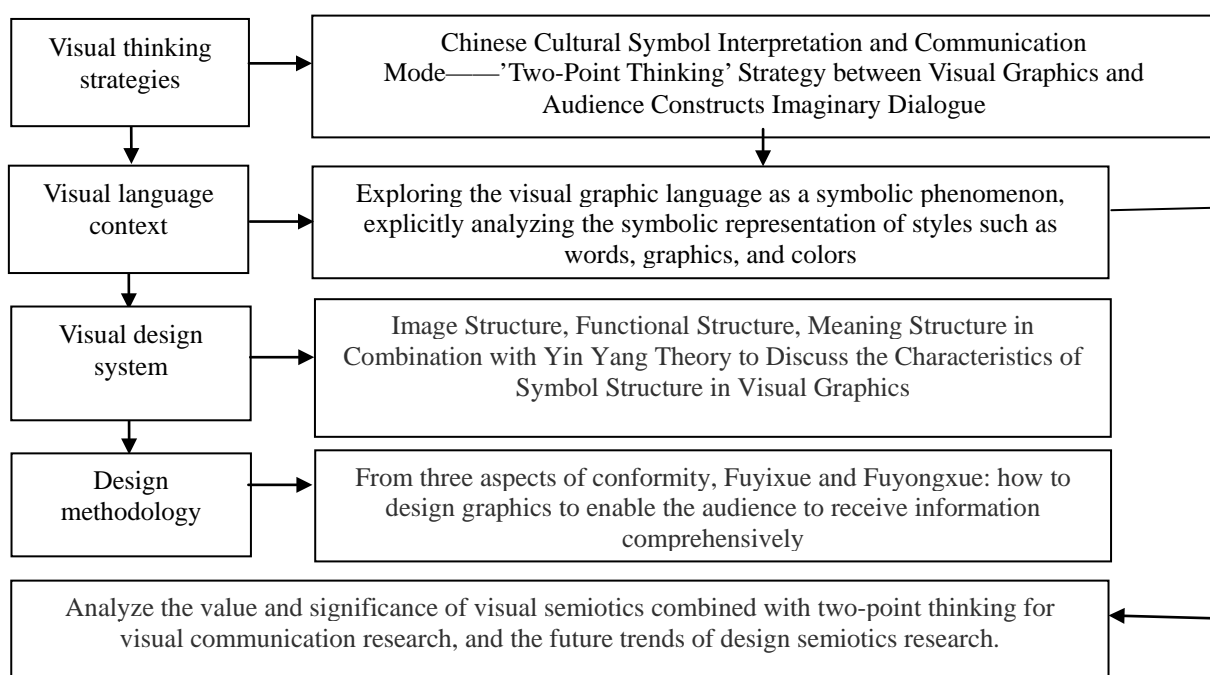 Visual thinking
strategies
Chinese Cultural Symbol Interpretation and Communication
Mode——’Two-Point Thinking’ Strategy between Visual Graphics and
Audience Constructs Imaginary Dialogue
Visual language
context
Exploring the visual graphic language as a symbolic phenomenon,
explicitly analyzing the symbolic representation of styles such as
words, graphics, and colors
Visual design
system
Image Structure, Functional Structure, Meaning Structure in
Combination with Yin Yang Theory to Discuss the Characteristics of
Symbol Structure in Visual Graphics
Design
methodology
From three aspects of conformity, Fuyixue and Fuyongxue: how to
design graphics to enable the audience to receive information
comprehensively
Analyze the value and significance of visual semiotics combined with two-point thinking for
visual communication research, and the future trends of design semiotics research.